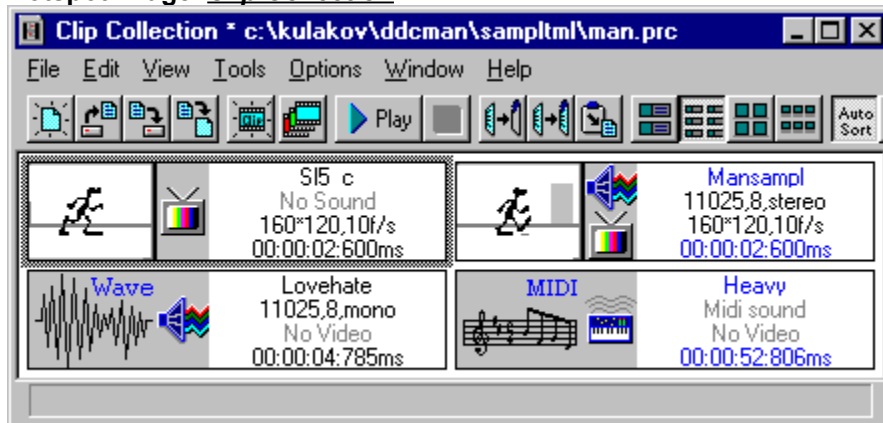 Clip Collection * c:\kulakov\ddcman\sampltml\man.prc
File Edit View Tools Options Window Help
Clip
Play
Auto
Sort
SI5 c
No Sound
160*120,10f/s
00:00:02:600ms
Mansampl
11025,8,stereo
160*120,10f/s
00:00:02:600ms
Wave
Lovehate
11025,8,mono
No Video
00:00:04:785ms
MIDI
Heavy
Midi sound
No Video
00:00:52:806ms